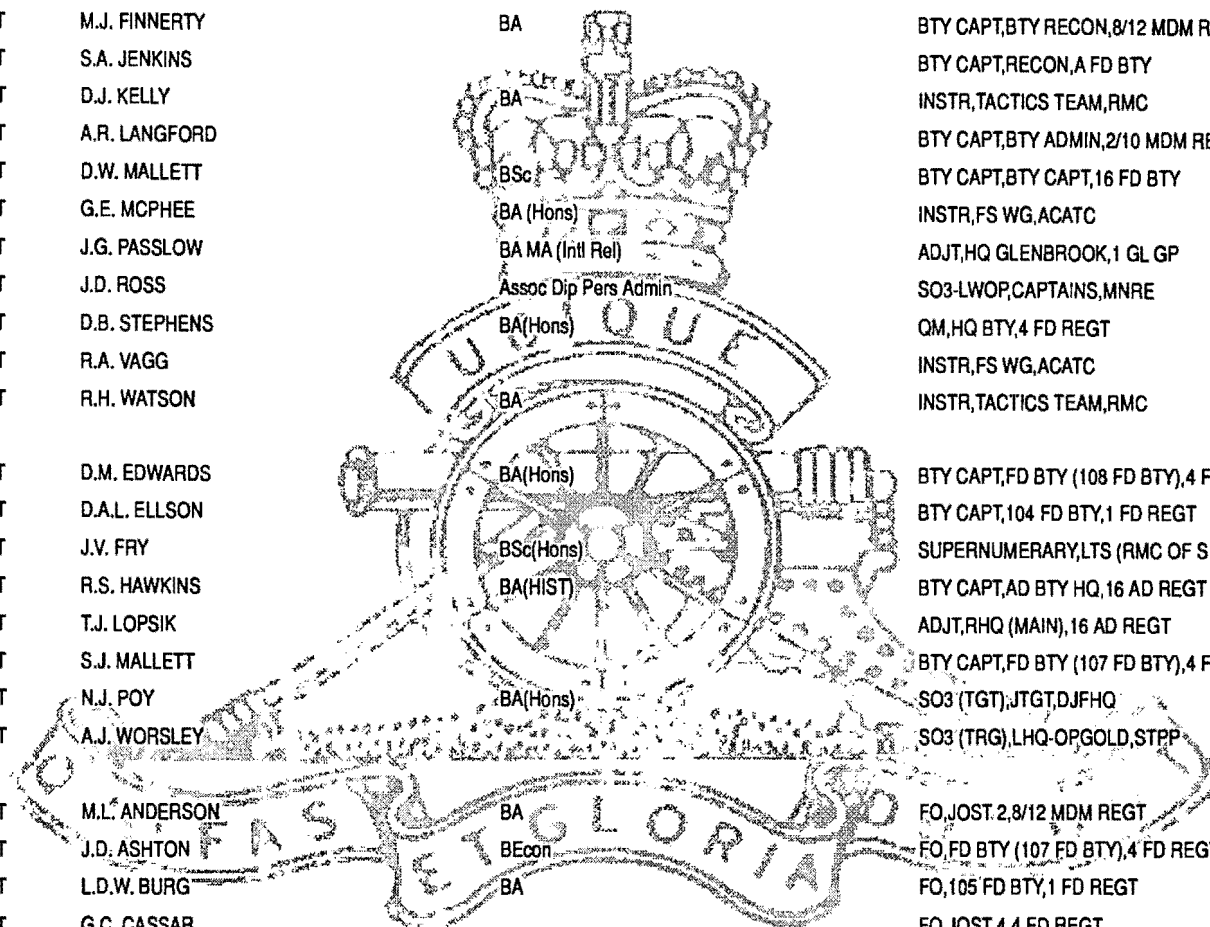 T M.J. FINNERTY BA BTY CAPT,BTY RECON,8/12 MDM R
T S.A. JENKINS BTY CAPT,RECON,A FD BTY
T D.J. KELLY BA INSTR,TACTICS TEAM,RMC
T A.R. LANGFORD BTY CAPT,BTY ADMIN,2/10 MDM RE
T D.W. MALLETT BSc BTY CAPT,BTY CAPT,16 FD BTY
T G.E. MCPHEE BA (Hons) INSTR,FS WG,ACATC
T J.G. PASSLOW BA MA (Intl Rel) ADJT,HQ GLENBROOK,1 GL GP
T J.D. ROSS Assoc Dip Pers Admin SO3-LWOP,CAPTAINS,MNRE
T D.B. STEPHENS BA(Hons) QM,HQ BTY,4 FD REGT
T R.A. VAGG INSTR,FS WG,ACATC
T R.H. WATSON BA INSTR,TACTICS TEAM,RMC
T D.M. EDWARDS BA(Hons) BTY CAPT,FD BTY (108 FD BTY),4 F
T D.A.L. ELLSON BTY CAPT,104 FD BTY,1 FD REGT
T J.V. FRY BSc(Hons) SUPERNUMERARY,LTS (RMC OF S
T R.S. HAWKINS BA(HIST) BTY CAPT,AD BTY HQ,16 AD REGT
T T.J. LOPSIK ADJT,RHQ (MAIN),16 AD REGT
T S.J. MALLETT BTY CAPT,FD BTY (107 FD BTY),4 F
T N.J. POY BA(Hons) SO3 (TGT),JTGT,DJFHQ
T A.J. WORSLEY SO3 (TRG),LHQ-OPGOLD,STPP
T M.L. ANDERSON BA FO,JOST 2,8/12 MDM REGT
T J.D. ASHTON BEcon FO,FD BTY (107 FD BTY),4 FD REGT
T L.D.W. BURG BA FO,105 FD BTY,1 FD REGT
T G.C. CASSAR FO,JOST 4,4 FD REGT
FAS ET GLORIA